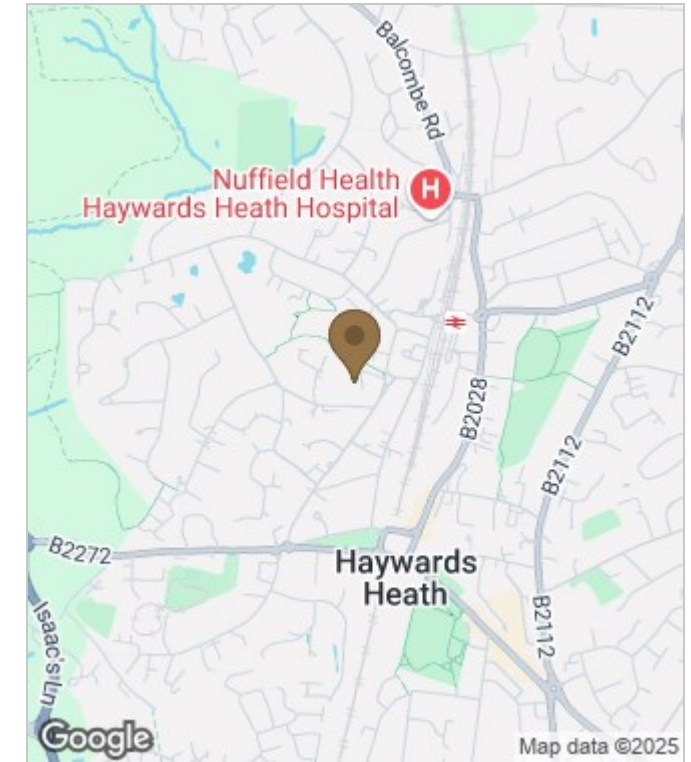 Balcombe Rd
Nuffield Health
Haywards Heath Hospital
H
B2112
B2028
B2112
B2272
Haywards
Heath
Isaac's Ln
B2112
Google
Map data ©2025